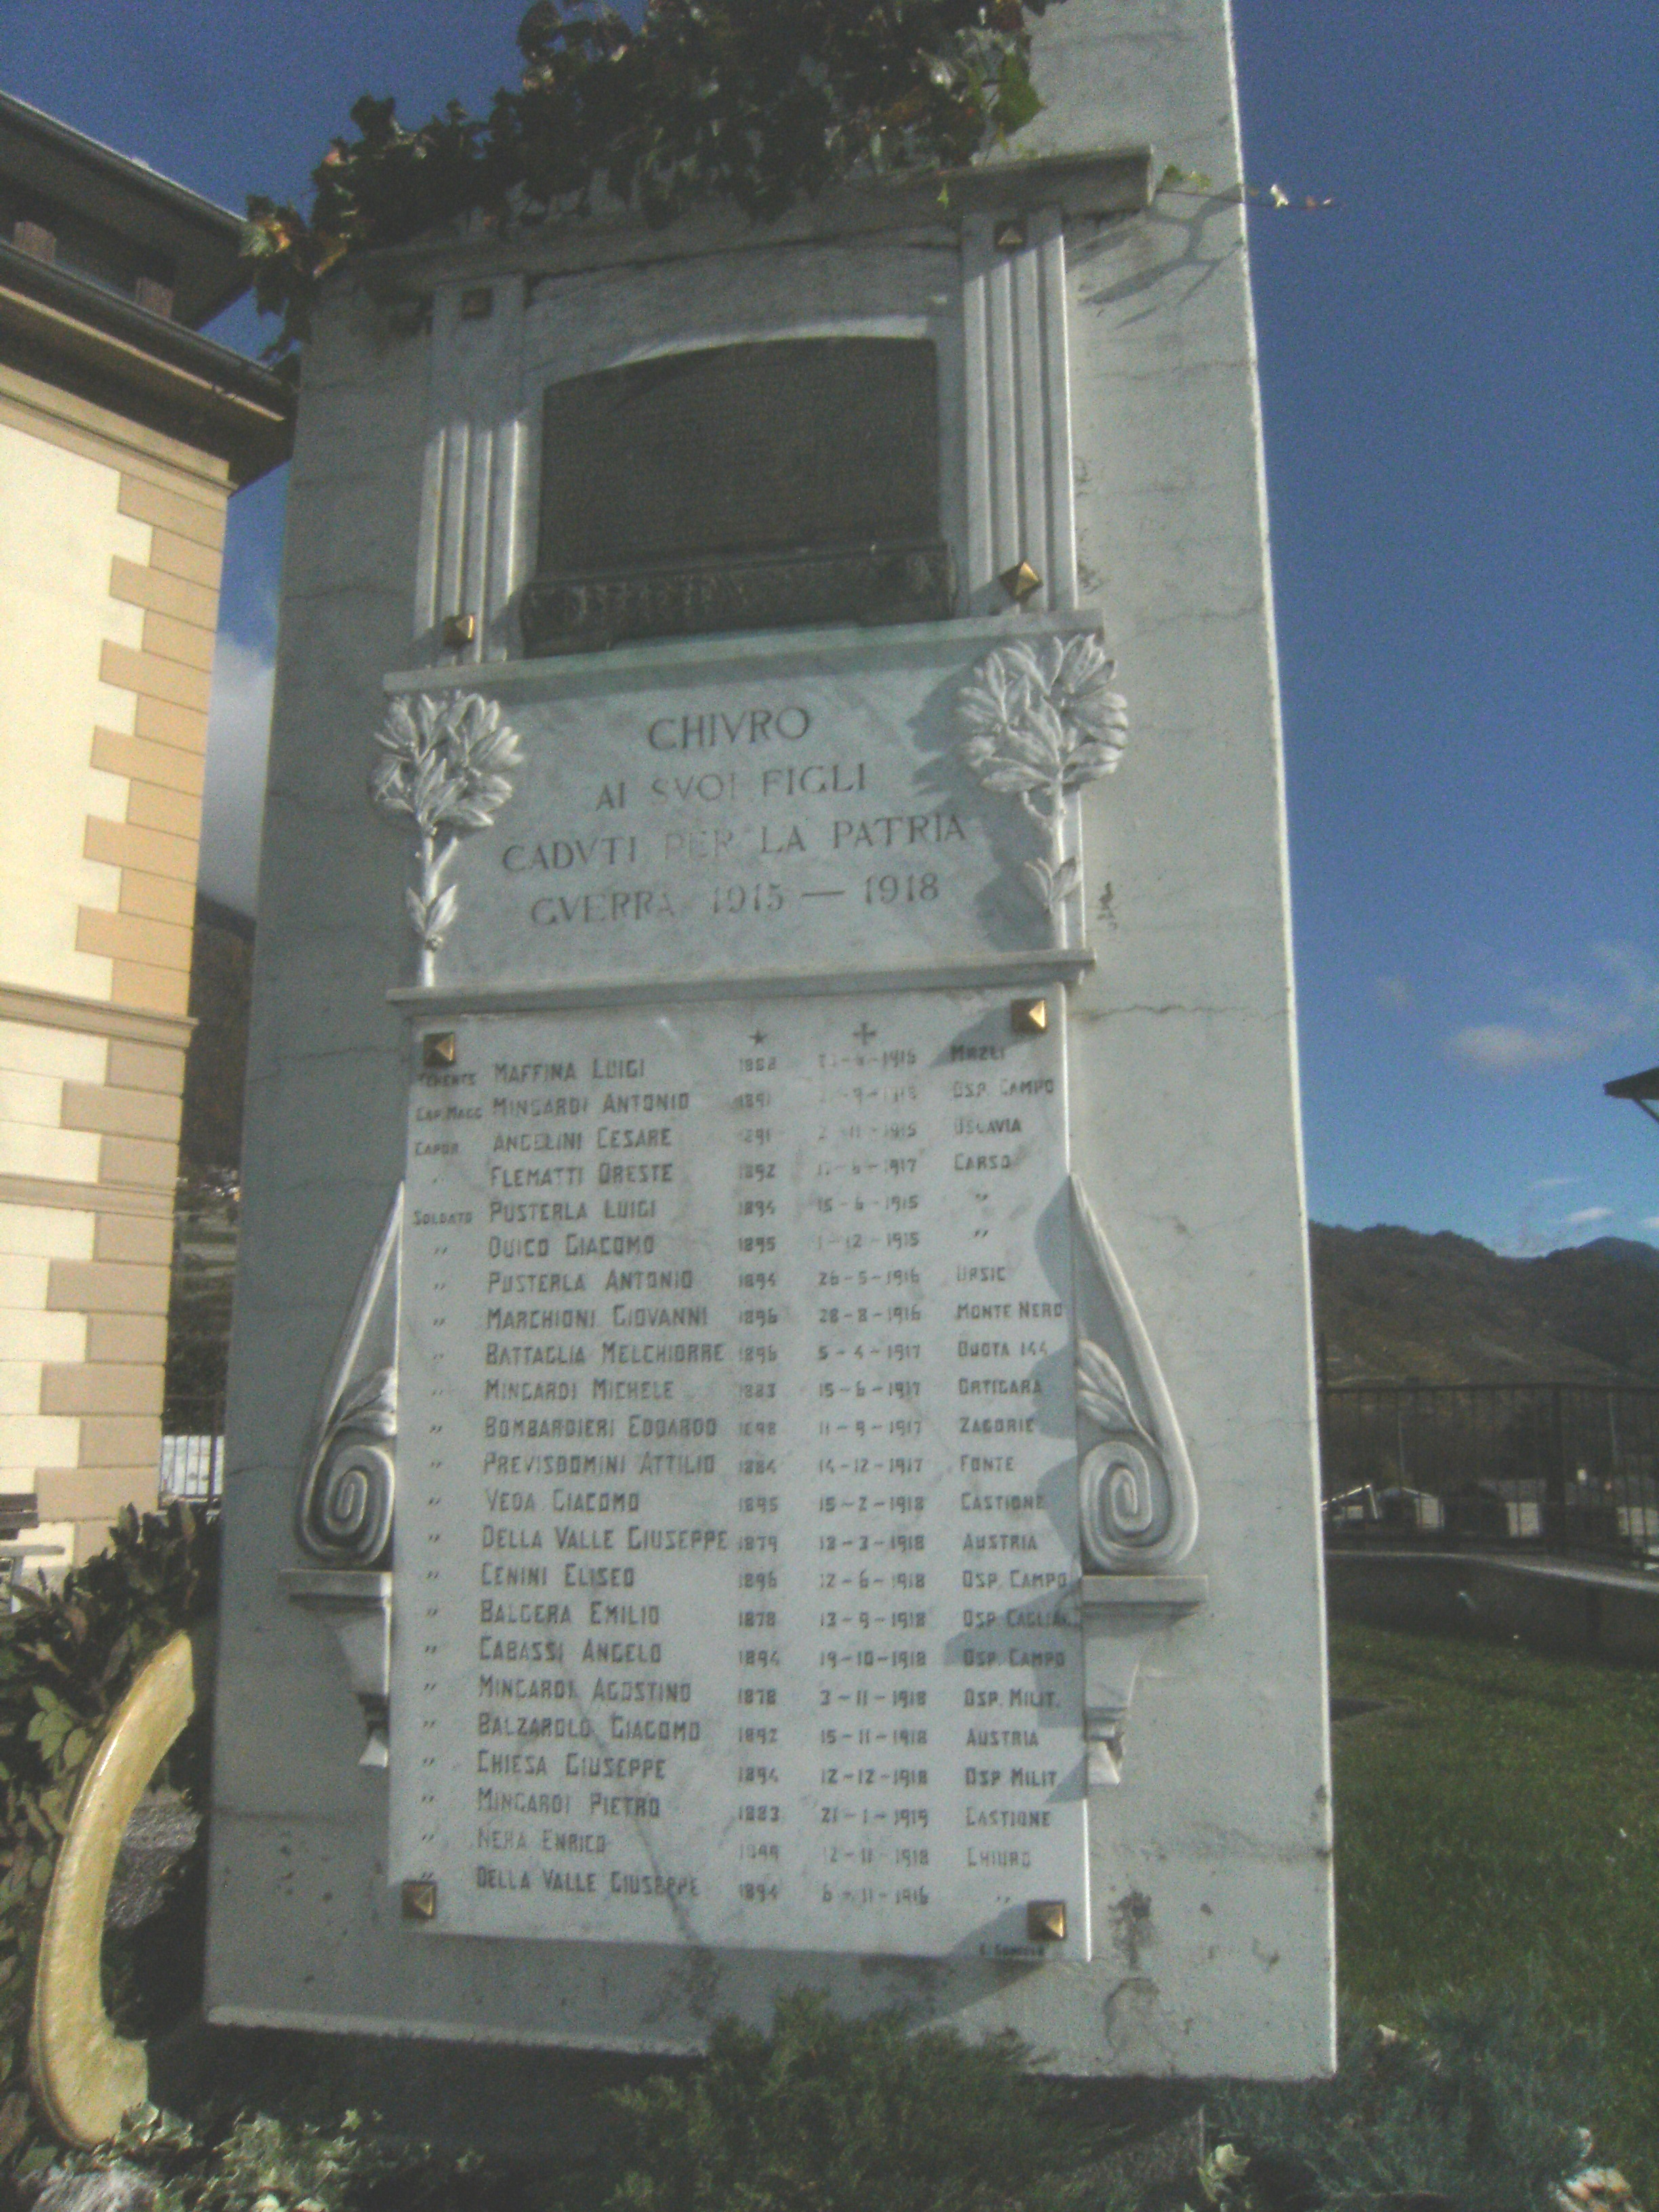 CHIVRO
AI SVOI FIGLI
CADVTI PER LA PATRIA
GVERRA 1915 — 1918
★ ✝
TENENTE MAFFINA LUIGI 1916 MRZLI
CAP. MAGG MINGARDI ANTONIO 1891 OSP. CAMPO
CAPOR. ANGELINI CESARE 1915 OSLAVIA
" FLEMATTI ORESTE 1892 1917 CARSO
SOLDATO PUSTERLA LUIGI 1894 15-6-1915 "
" QUICO GIACOMO 1895 1-12-1915 "
" PUSTERLA ANTONIO 1894 26-5-1916 URSIC
" MARCHIONI GIOVANNI 1896 28-8-1916 MONTE NERO
" BATTAGLIA MELCHIORRE 1896 5-4-1917 QUOTA 144
" MINGARDI MICHELE 1883 15-6-1917 ORTIGARA
" BOMBARDIERI EDOARDO 1898 11-9-1917 ZAGORIE
" PREVISDOMINI ATTILIO 1884 14-12-1917 FONTE
" VEDA GIACOMO 1895 15-2-1918 CASTIONE
" DELLA VALLE GIUSEPPE 1879 18-3-1918 AUSTRIA
" CENINI ELISEO 1896 12-6-1918 OSP. CAMPO
" BALGERA EMILIO 1878 13-9-1918 OSP. CAGLIARI
" CABASSI ANGELO 1894 19-10-1918 OSP. CAMPO
" MINGARDI AGOSTINO 1878 3-11-1918 OSP. MILIT.
" BALZAROLO GIACOMO 1892 15-11-1918 AUSTRIA
" CHIESA GIUSEPPE 1894 12-12-1918 OSP. MILIT.
" MINGARDI PIETRO 1883 21-1-1919 CASTIONE
" NERA ENRICO 1899 12-11-1918 CHIURO
" DELLA VALLE GIUSEPPE 1894 6-11-1916 "